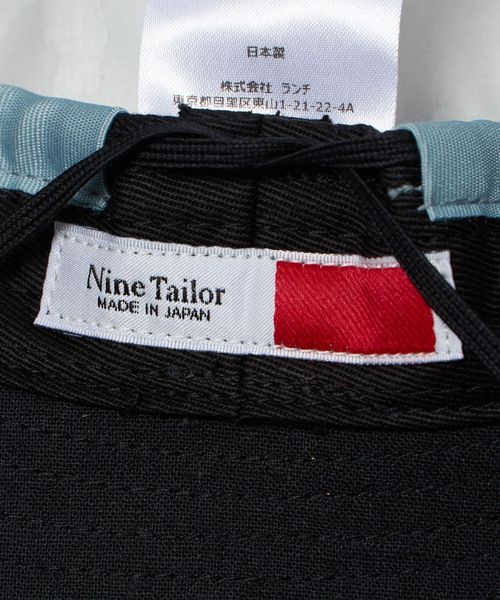 日本製
株式会社 ランチ
東京都目黒区東山1-21-22-4A
Nine Tailor
MADE IN JAPAN